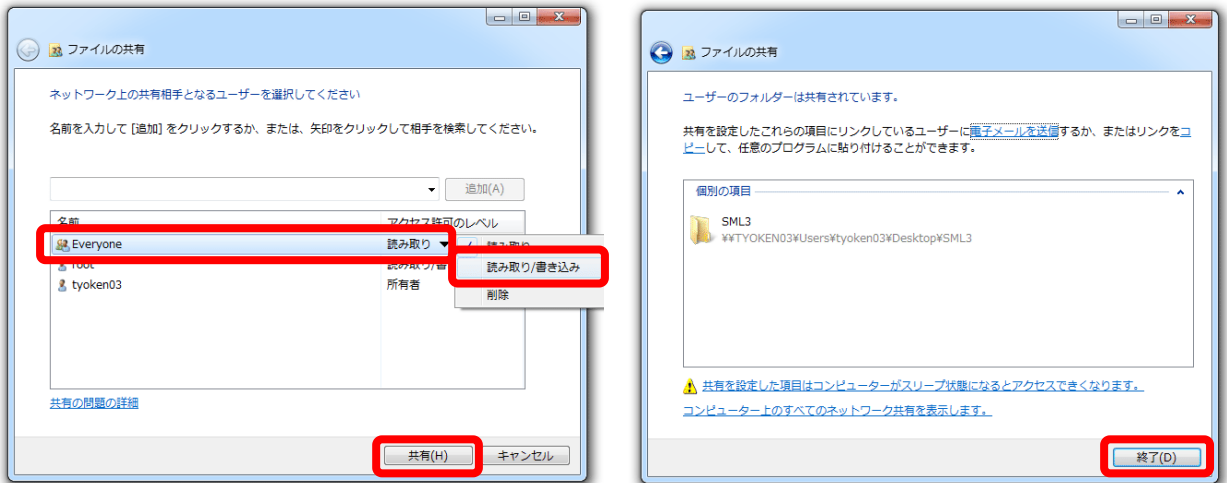 ファイルの共有
ネットワーク上の共有相手となるユーザーを選択してください
名前を入力して [追加] をクリックするか、または、矢印をクリックして相手を検索してください。
追加(A)
名前 アクセス許可のレベル
Everyone 読み取り ▼ 読み取り
root 読み取り/書
読み取り/書き込み
tyoken03 所有者
削除
共有の問題の詳細
共有(H) キャンセル
ファイルの共有
ユーザーのフォルダーは共有されています。
共有を設定したこれらの項目にリンクしているユーザーに電子メールを送信するか、またはリンクをコ
ピーして、任意のプログラムに貼り付けることができます。
個別の項目
SML3
¥¥TYOKEN03¥Users¥tyoken03¥Desktop¥SML3
共有を設定した項目はコンピューターがスリープ状態になるとアクセスできくなります。
コンピューター上のすべてのネットワーク共有を表示します。
終了(D)